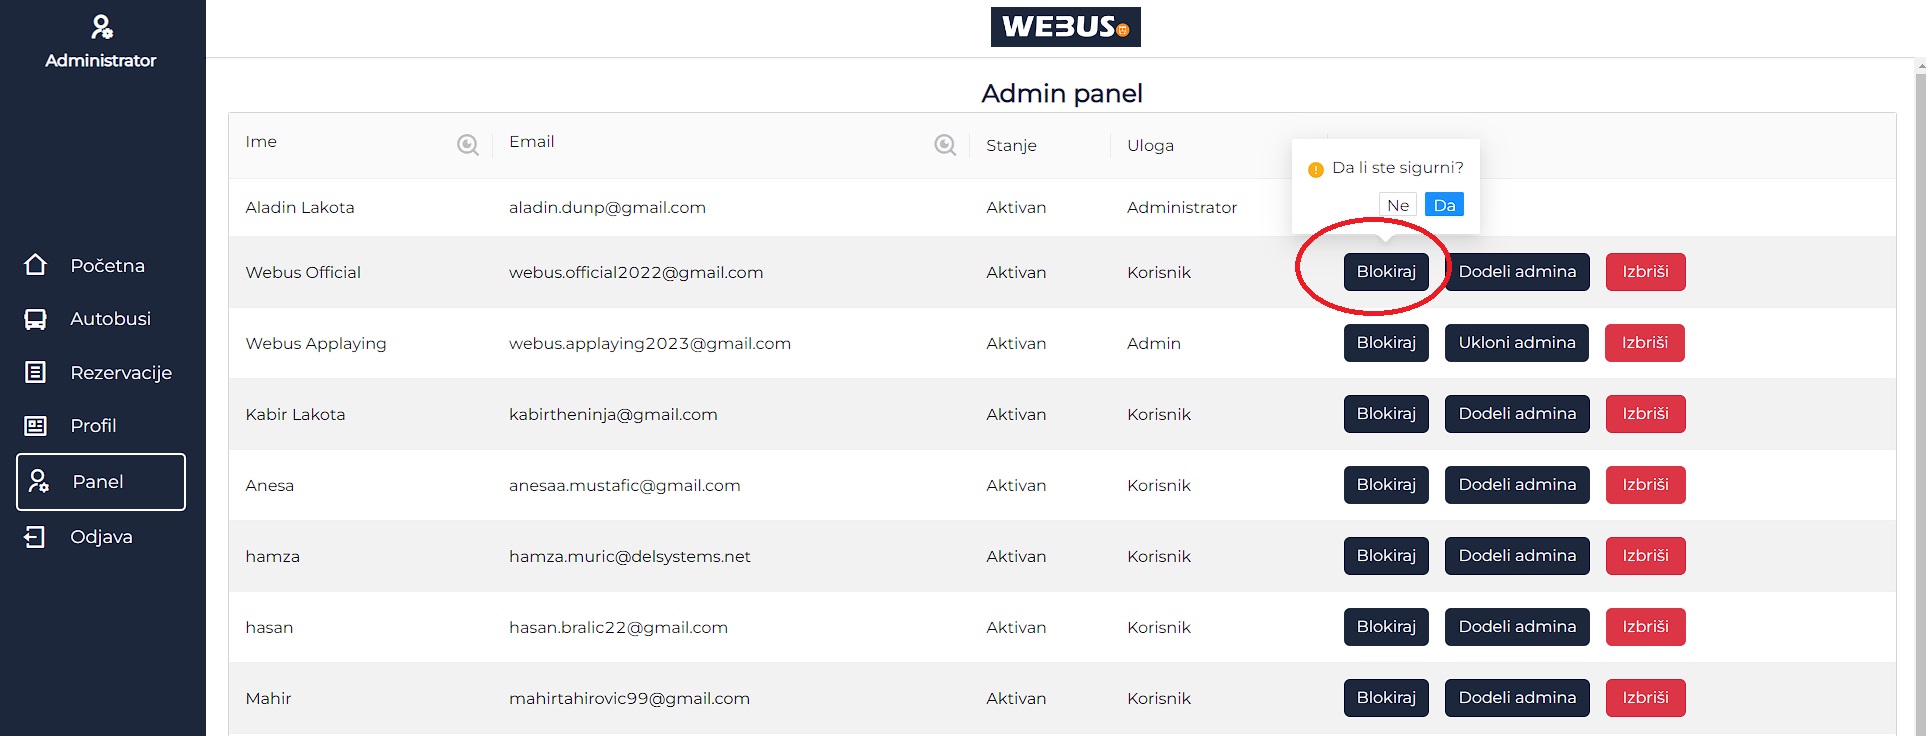 Administrator
WEBUS
Admin panel
Ime Email Stanje Uloga
Da li ste sigurni?
Ne Da
Aladin Lakota aladin.dunp@gmail.com Aktivan Administrator
Webus Official webus.official2022@gmail.com Aktivan Korisnik Blokiraj Dodeli admina Izbriši
Webus Applaying webus.applaying2023@gmail.com Aktivan Admin Blokiraj Ukloni admina Izbriši
Kabir Lakota kabirtheninja@gmail.com Aktivan Korisnik Blokiraj Dodeli admina Izbriši
Anesa anesaa.mustafic@gmail.com Aktivan Korisnik Blokiraj Dodeli admina Izbriši
hamza hamza.muric@delsystems.net Aktivan Korisnik Blokiraj Dodeli admina Izbriši
hasan hasan.bralic22@gmail.com Aktivan Korisnik Blokiraj Dodeli admina Izbriši
Mahir mahirtahirovic99@gmail.com Aktivan Korisnik Blokiraj Dodeli admina Izbriši
Početna
Autobusi
Rezervacije
Profil
Panel
Odjava